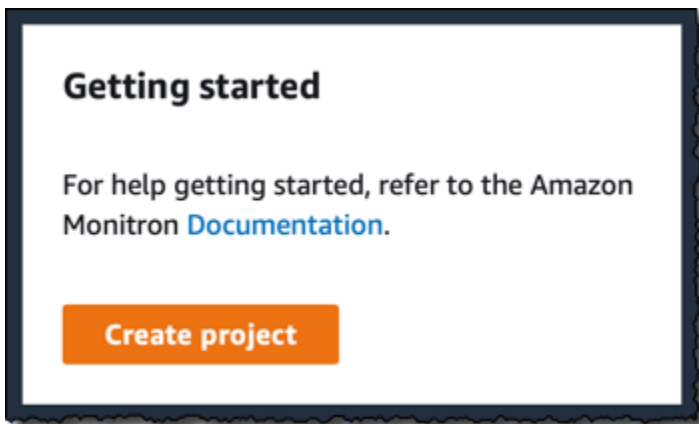 Getting started
For help getting started, refer to the Amazon
Monitron Documentation.
Create project